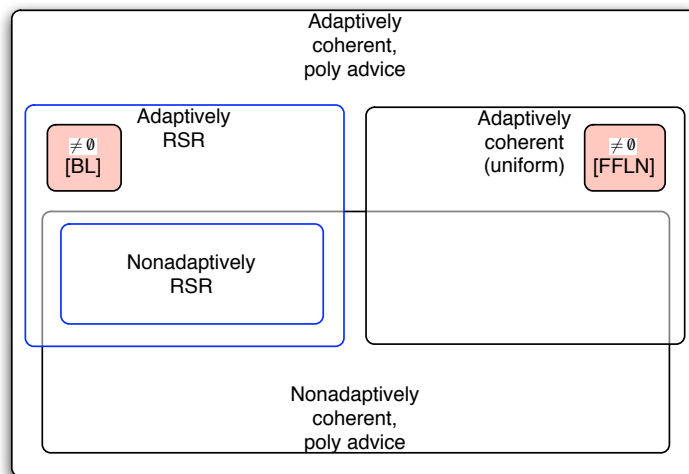 Adaptively
coherent,
poly advice
Adaptively
RSR
≠ ∅
[BL]
Adaptively
coherent
(uniform)
≠ ∅
[FFLN]
Nonadaptively
RSR
Nonadaptively
coherent,
poly advice